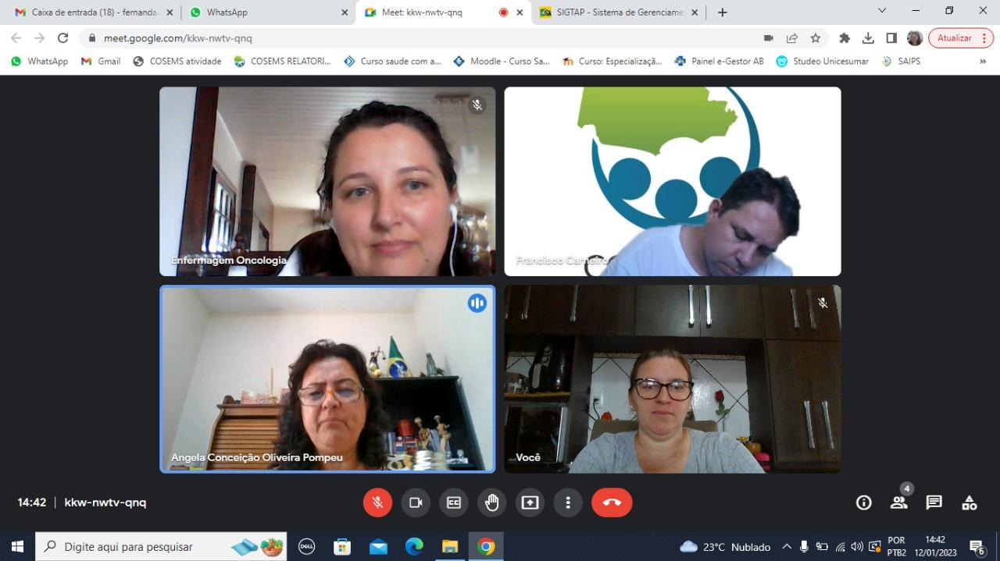 Caixa de entrada (18) - fernanda.
WhatsApp
Meet: kkw-nwtv-qnq
SIGTAP - Sistema de Gerenciame
meet.google.com/kkw-nwtv-qnq
Atualizar
WhatsApp
Gmail
COSEMS atividade
COSEMS RELATORI...
Curso saude com a...
Moodle - Curso Sa...
Curso: Especializaçã...
Painel e-Gestor AB
Studeo Unicesumar
SAIPS
»
Enfermagem Oncologia
Francisco Carneiro
Angela Conceição Oliveira Pompeu
Você
14:42 | kkw-nwtv-qnq
4
Digite aqui para pesquisar
DELL
23°C Nublado
POR
PTB2
14:42
12/01/2023
6